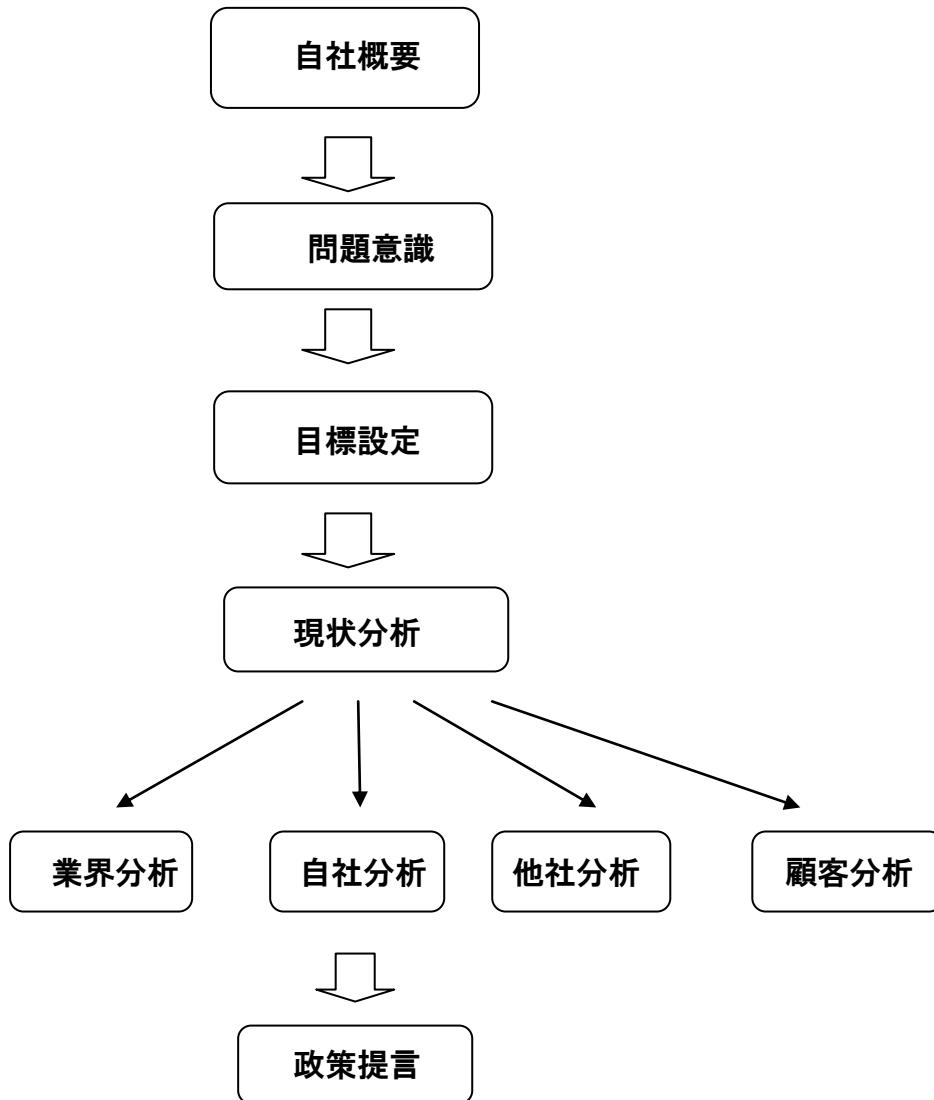 自社概要
問題意識
目標設定
現状分析
業界分析
自社分析
他社分析
顧客分析
政策提言